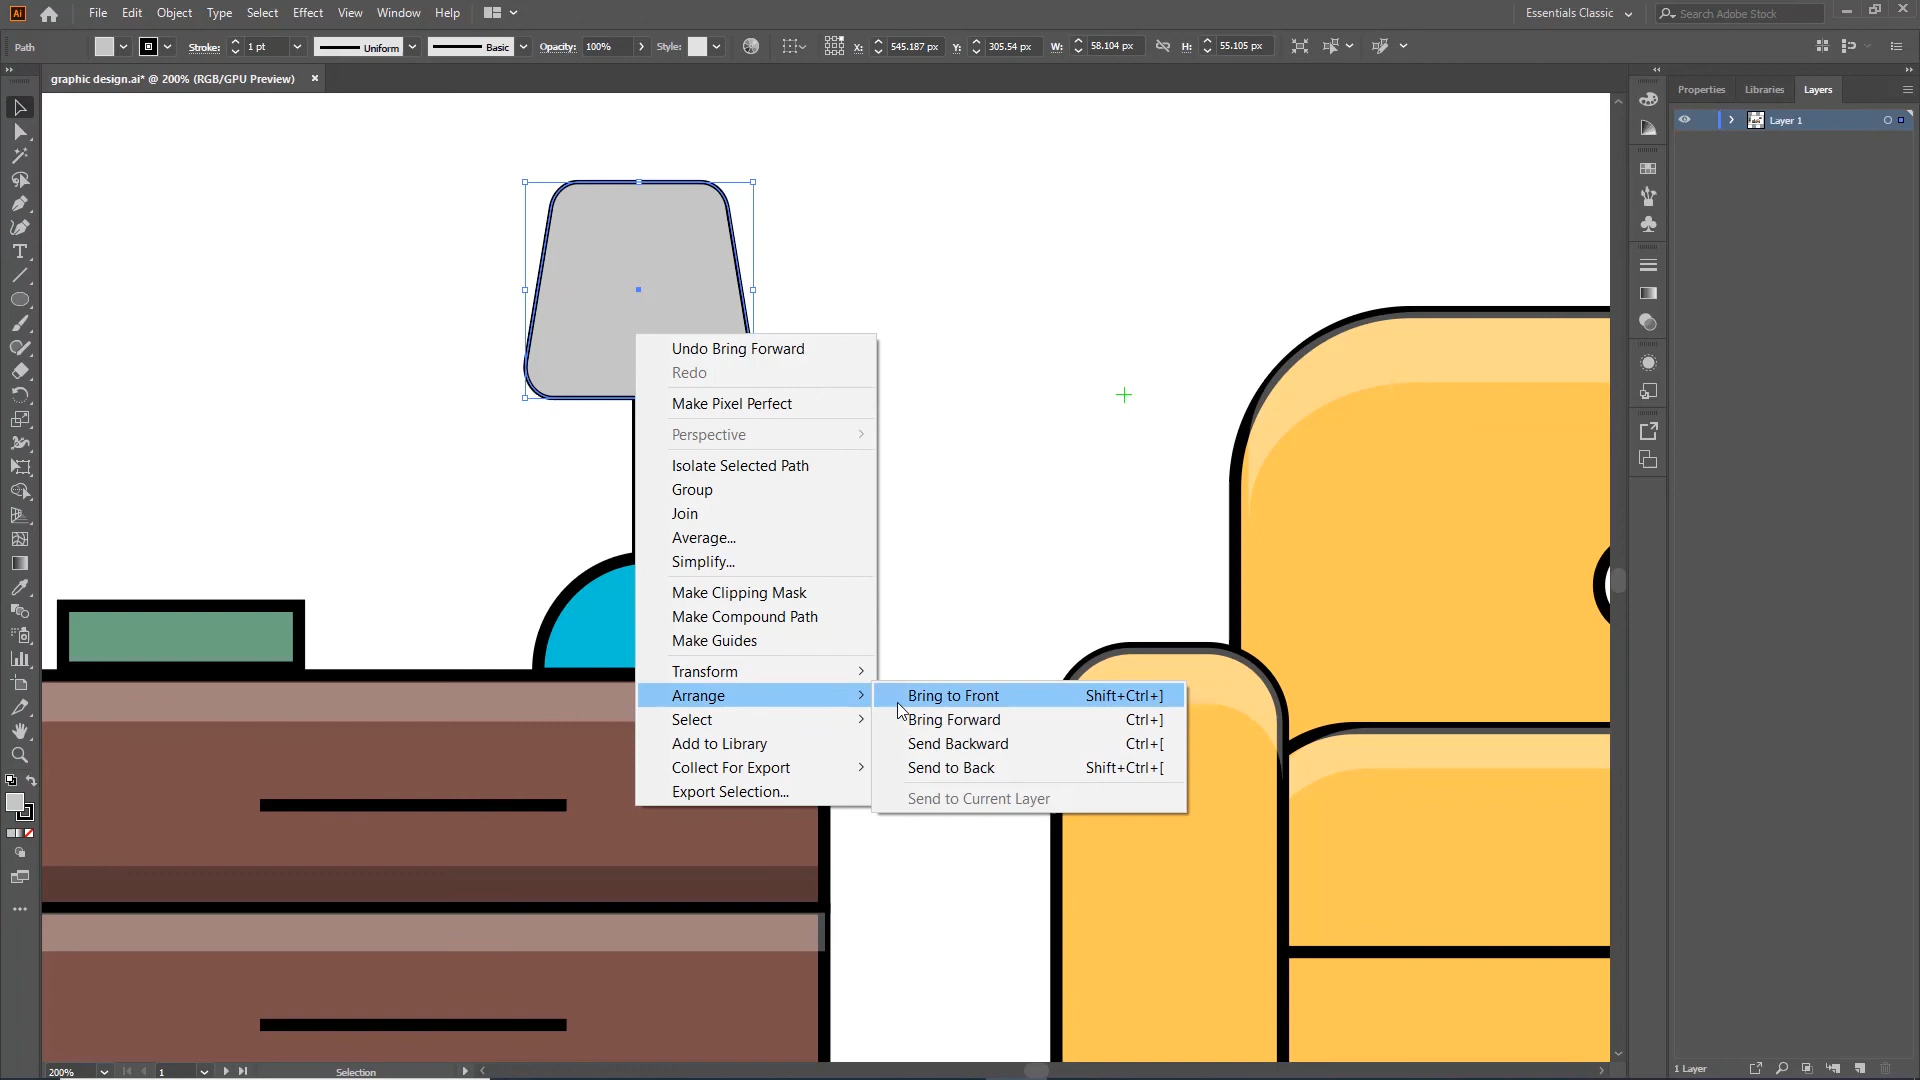 Ai File Edit Object Type Select Effect View Window Help Essentials Classic Search Adobe Stock
Path Stroke: 1 pt Uniform Basic Opacity: 100% Style: X: 545.187 px Y: 305.54 px W: 58.104 px H: 55.105 px
graphic design.ai* @ 200% (RGB/GPU Preview) Properties Libraries Layers
Layer 1
Undo Bring Forward
Redo
Make Pixel Perfect
Perspective
Isolate Selected Path
Group
Join
Average...
Simplify...
Make Clipping Mask
Make Compound Path
Make Guides
Transform
Arrange
Select
Add to Library
Collect For Export
Export Selection...
Bring to Front Shift+Ctrl+]
Bring Forward Ctrl+]
Send Backward Ctrl+[
Send to Back Shift+Ctrl+[
Send to Current Layer
200% 1 Selection 1 Layer